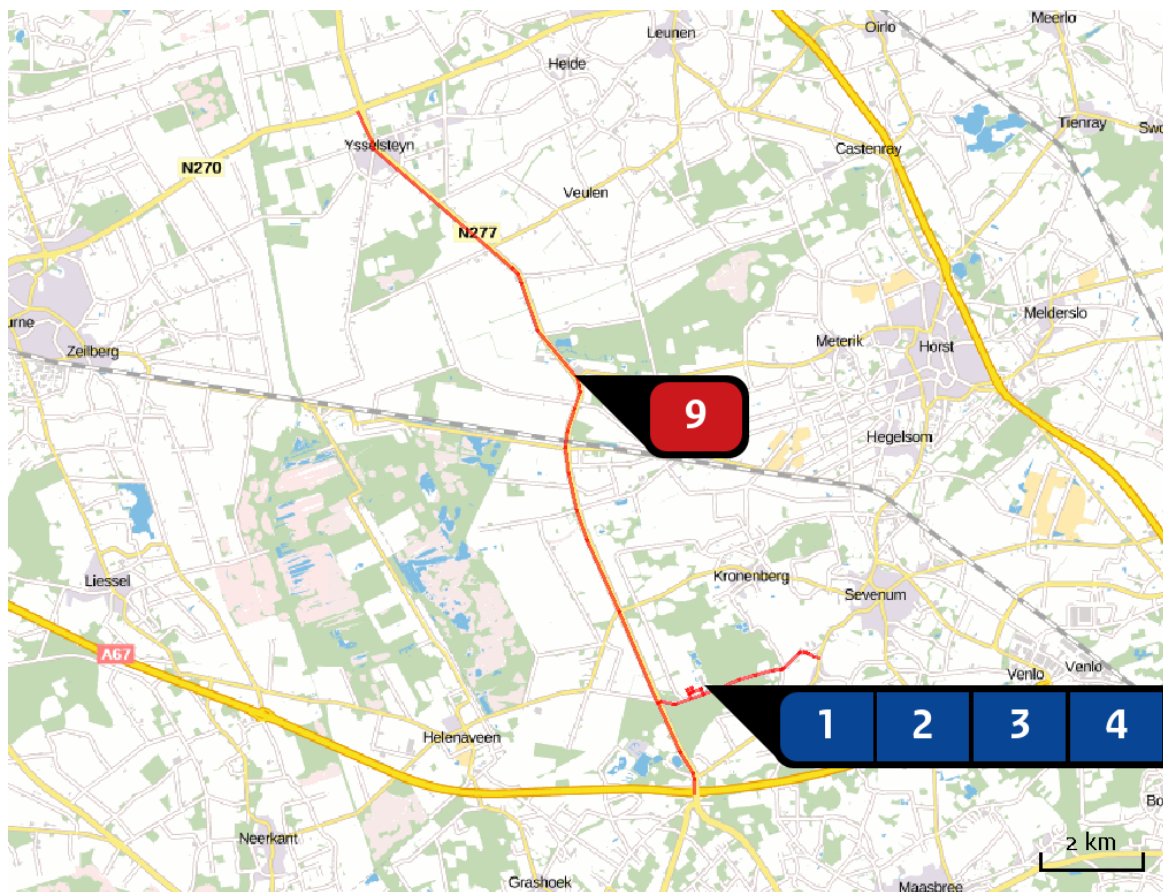 Meerlo
Oirlo
Leunen
Heide
Tienray
Swo
Ysselsteyn
Castenray
N270
Veulen
N277
Melderslo
urne
Meterik
Horst
Zeilberg
9
Hegelsom
Kronenberg
Liessel
Sevenum
A67
Venlo
Venlo
1 2 3 4
Helenaveen
Bo
Neerkant
2 km
Grashoek
Maasbree